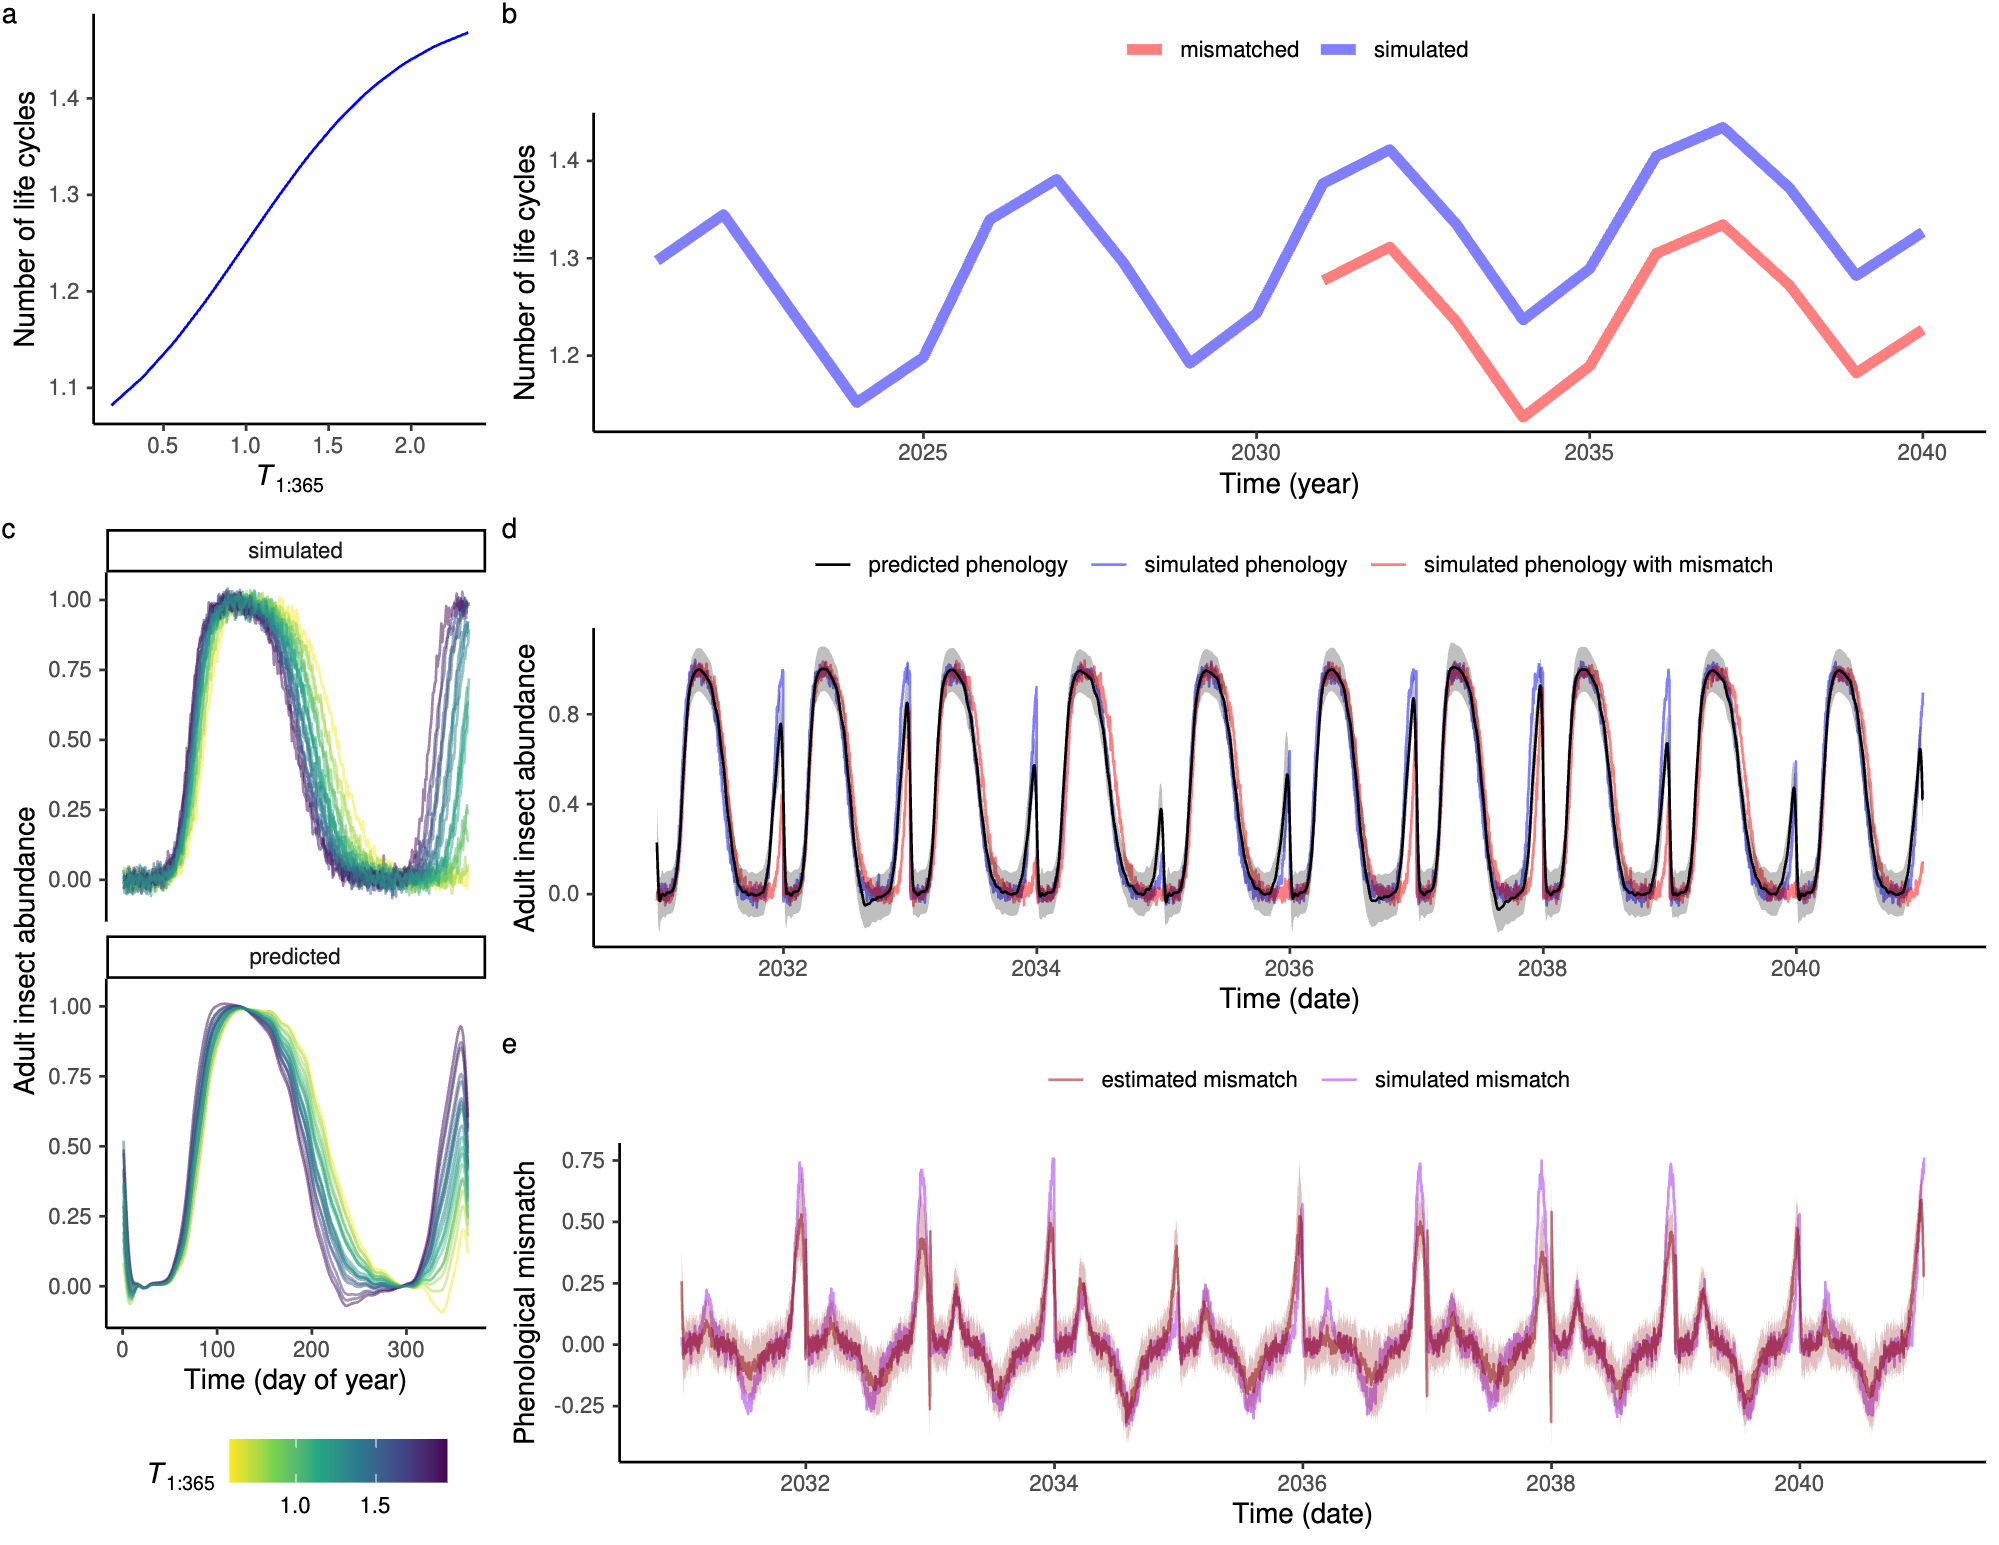 a
Number of life cycles
1.4
1.3
1.2
1.1
0.5 1.0 1.5 2.0
T 1:365
b
mismatched simulated
Number of life cycles
1.4
1.3
1.2
2025 2030 2035 2040
Time (year)
c
simulated
1.00
0.75
0.50
0.25
0.00
Adult insect abundance
predicted
1.00
0.75
0.50
0.25
0.00
0 100 200 300
Time (day of year)
T 1:365
1.0 1.5
d
predicted phenology simulated phenology simulated phenology with mismatch
Adult insect abundance
0.8
0.4
0.0
2032 2034 2036 2038 2040
Time (date)
e
estimated mismatch simulated mismatch
Phenological mismatch
0.75
0.50
0.25
0.00
-0.25
2032 2034 2036 2038 2040
Time (date)